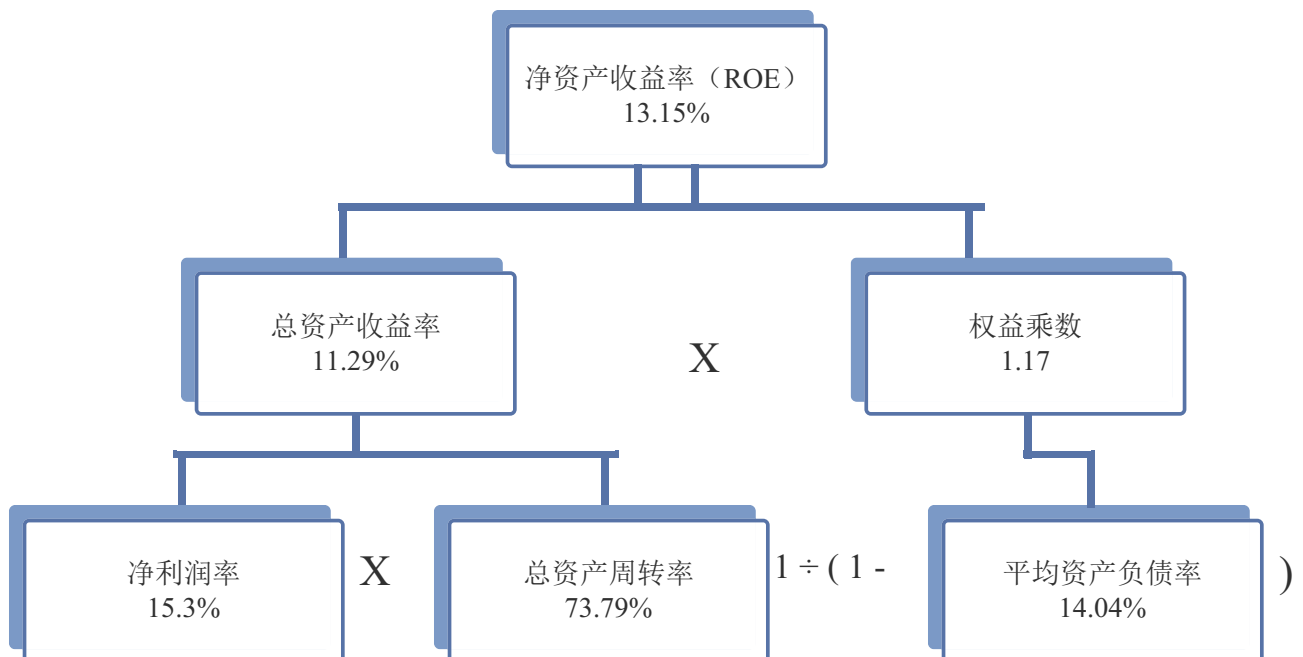 净资产收益率（ROE）
13.15%
总资产收益率
11.29%
X
权益乘数
1.17
净利润率
15.3%
X
总资产周转率
73.79%
1 ÷ ( 1 -
平均资产负债率
14.04%
)